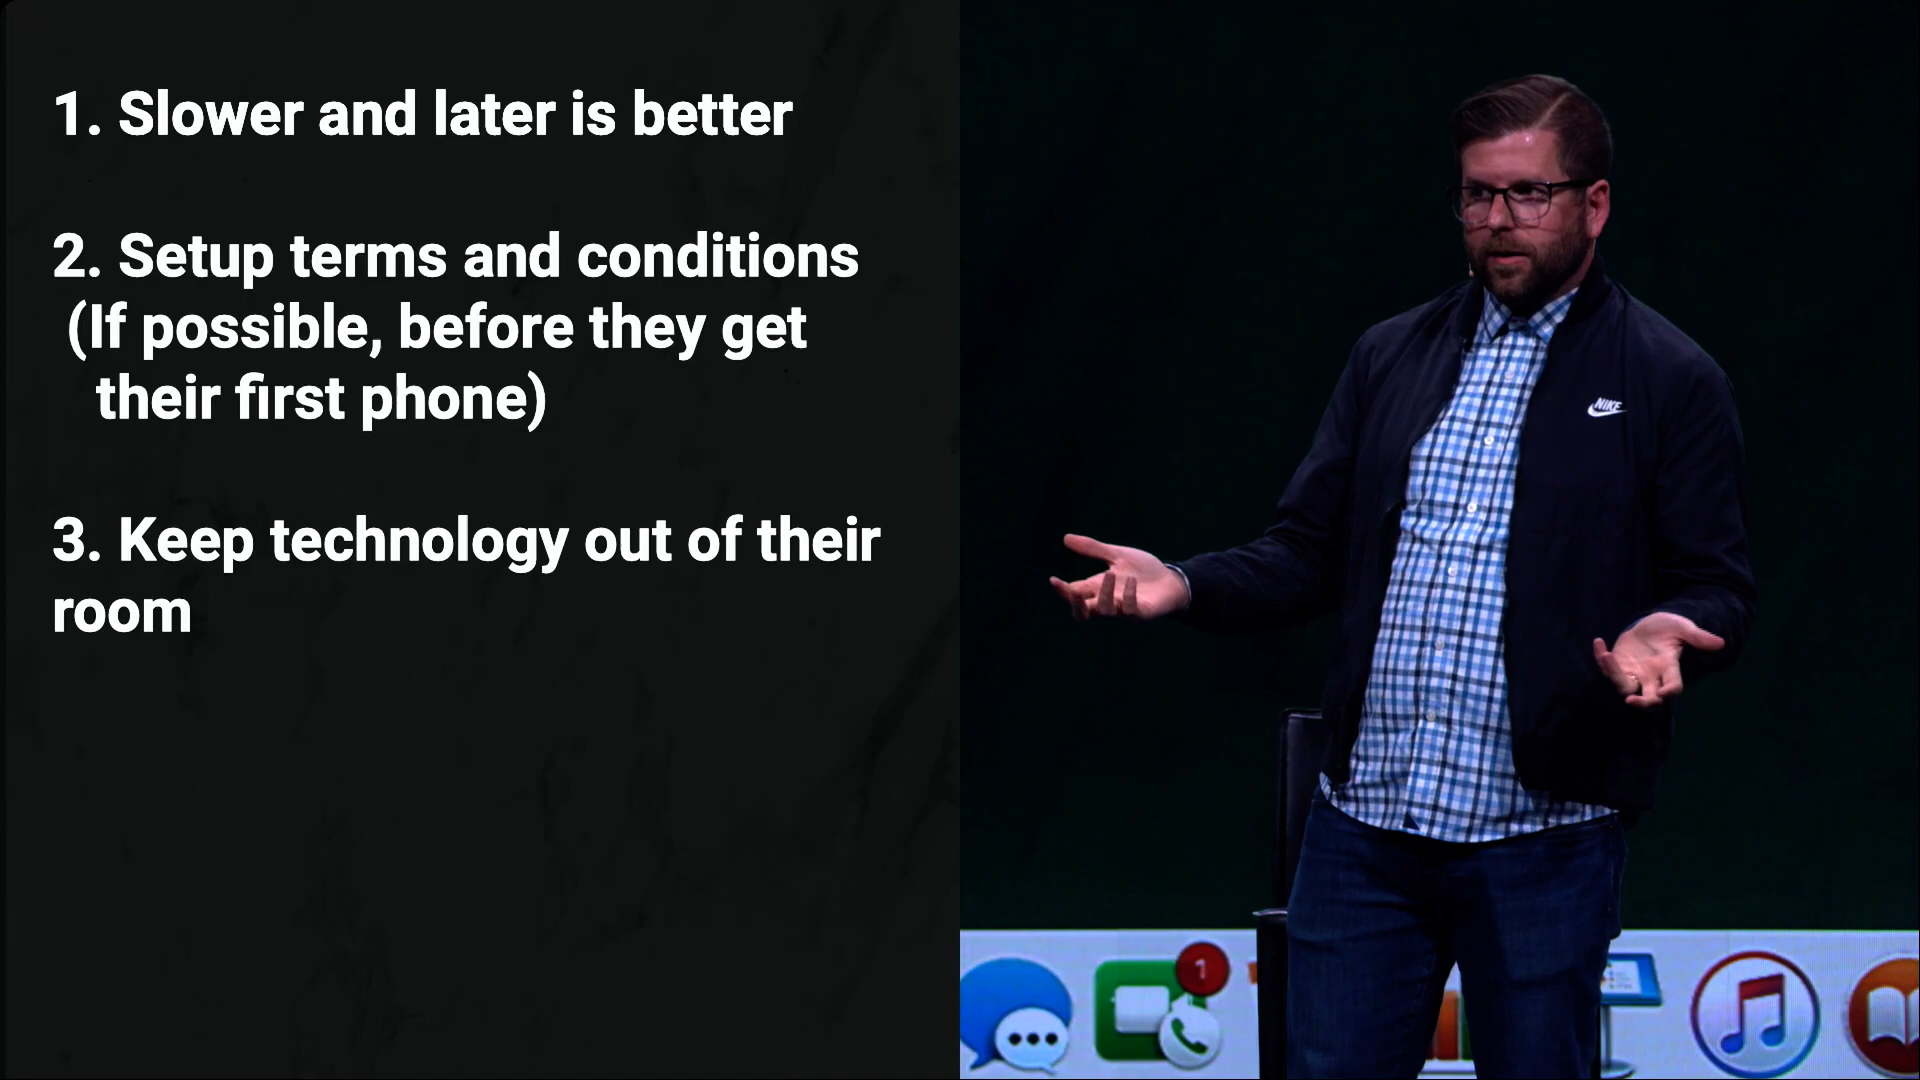 1. Slower and later is better
2. Setup terms and conditions
(If possible, before they get
their first phone)
3. Keep technology out of their
room
NIKE
1